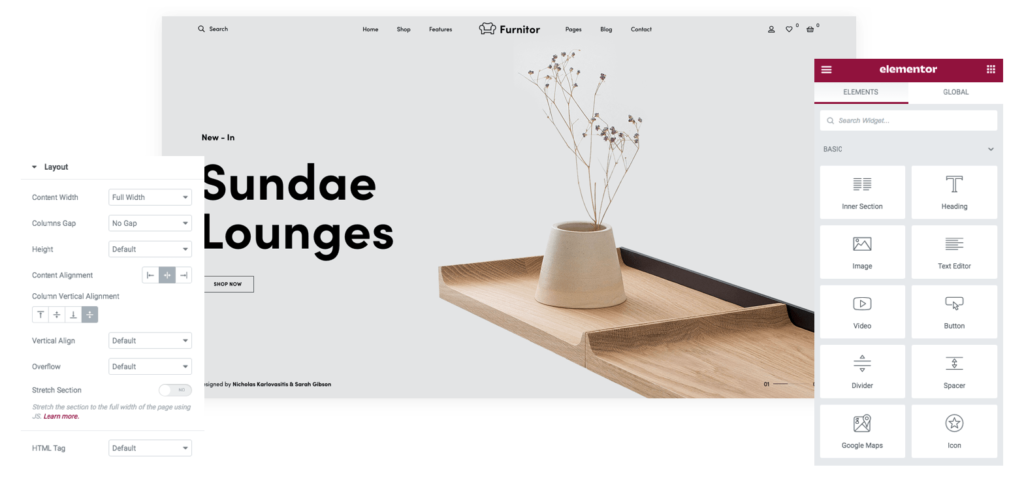 Search
Home
Shop
Features
Furnitor
Pages
Blog
Contact
0
0
New - In
Sundae
Lounges
SHOP NOW
esigned by Nicholas Karlovasitis & Sarah Gibson
01
Layout
Content Width
Full Width
Columns Gap
No Gap
Height
Default
Content Alignment
Column Vertical Alignment
Vertical Align
Default
Overflow
Default
Stretch Section
NO
Stretch the section to the full width of the page using
JS. Learn more.
HTML Tag
Default
elementor
ELEMENTS
GLOBAL
Search Widget...
BASIC
Inner Section
Heading
Image
Text Editor
Video
Button
Divider
Spacer
Google Maps
Icon